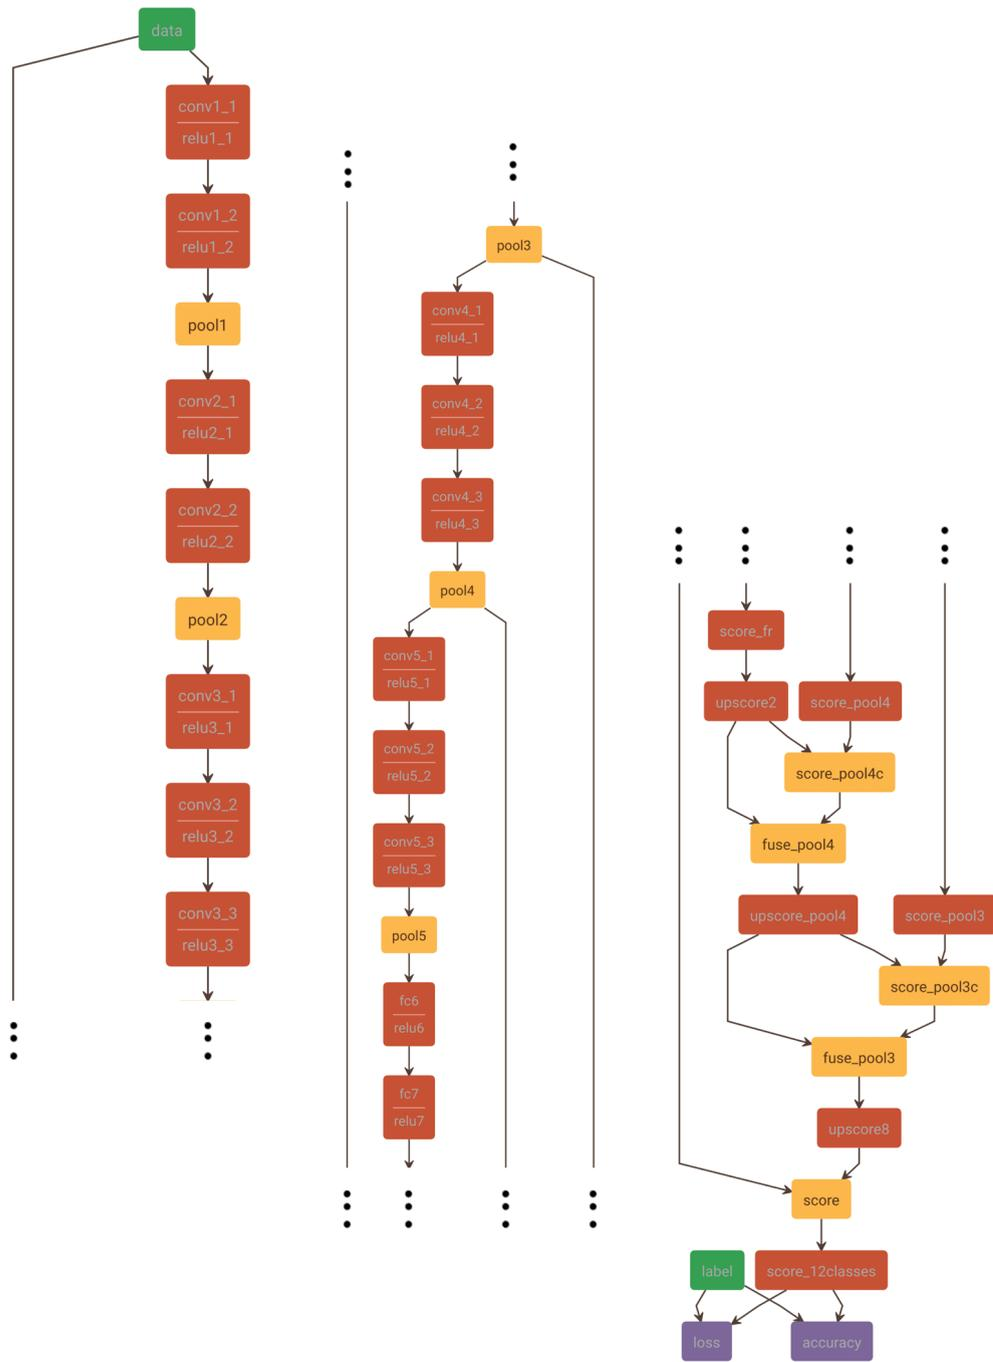 data
conv1_1
relu1_1
conv1_2
relu1_2
pool1
conv2_1
relu2_1
conv2_2
relu2_2
pool2
conv3_1
relu3_1
conv3_2
relu3_2
conv3_3
relu3_3
pool3
conv4_1
relu4_1
conv4_2
relu4_2
conv4_3
relu4_3
pool4
conv5_1
relu5_1
conv5_2
relu5_2
conv5_3
relu5_3
pool5
fc6
relu6
fc7
relu7
score_fr
upscore2 score_pool4
score_pool4c
fuse_pool4
upscore_pool4 score_pool3
score_pool3c
fuse_pool3
upscore8
score
label score_12classes
loss accuracy